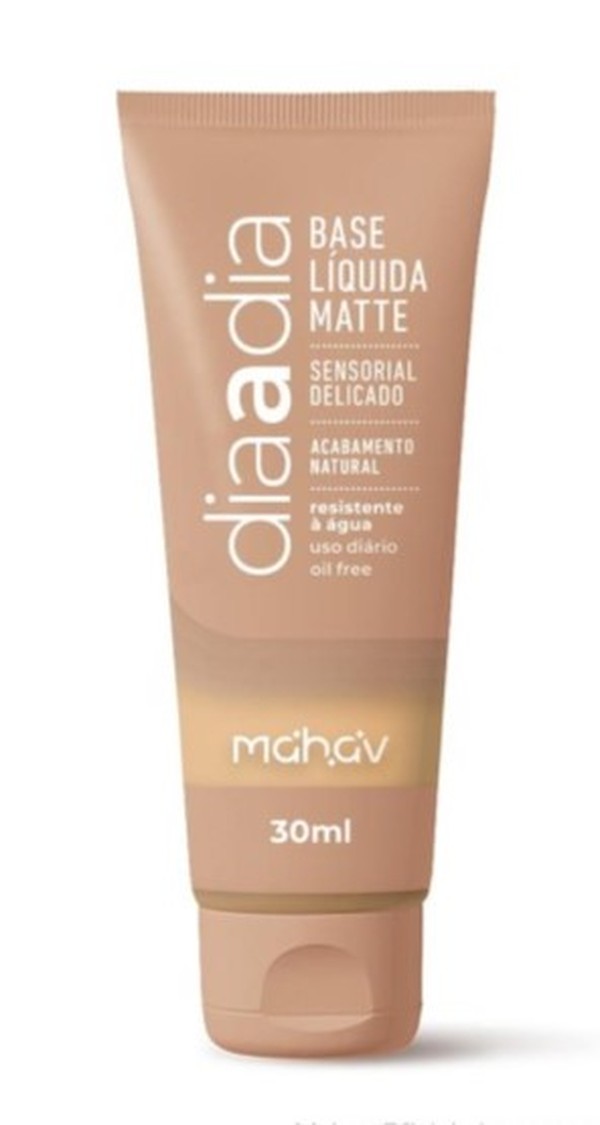 diaadia
BASE
LÍQUIDA
MATTE
SENSORIAL
DELICADO
ACABAMENTO
NATURAL
resistente
à água
uso diário
oil free
mahav
30ml